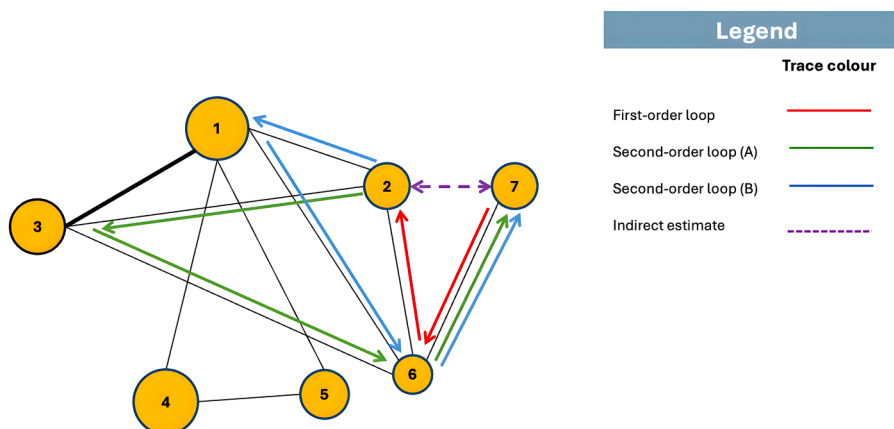 Legend
Trace colour
First-order loop
Second-order loop (A)
Second-order loop (B)
Indirect estimate
1
2
7
3
6
5
4